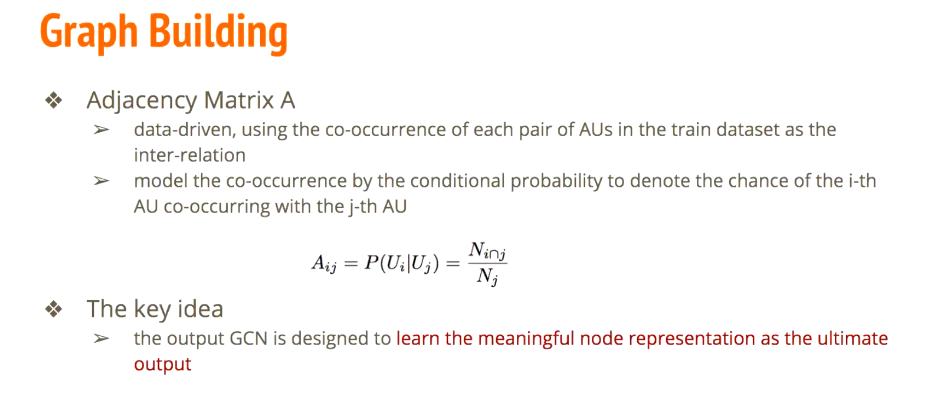 Graph Building
❖ Adjacency Matrix A
➢ data-driven, using the co-occurrence of each pair of AUs in the train dataset as the
inter-relation
➢ model the co-occurrence by the conditional probability to denote the chance of the i-th
AU co-occurring with the j-th AU
A_{ij} = P(U_i|U_j) = \frac{N_{i∩j}}{N_j}
❖ The key idea
➢ the output GCN is designed to learn the meaningful node representation as the ultimate
output